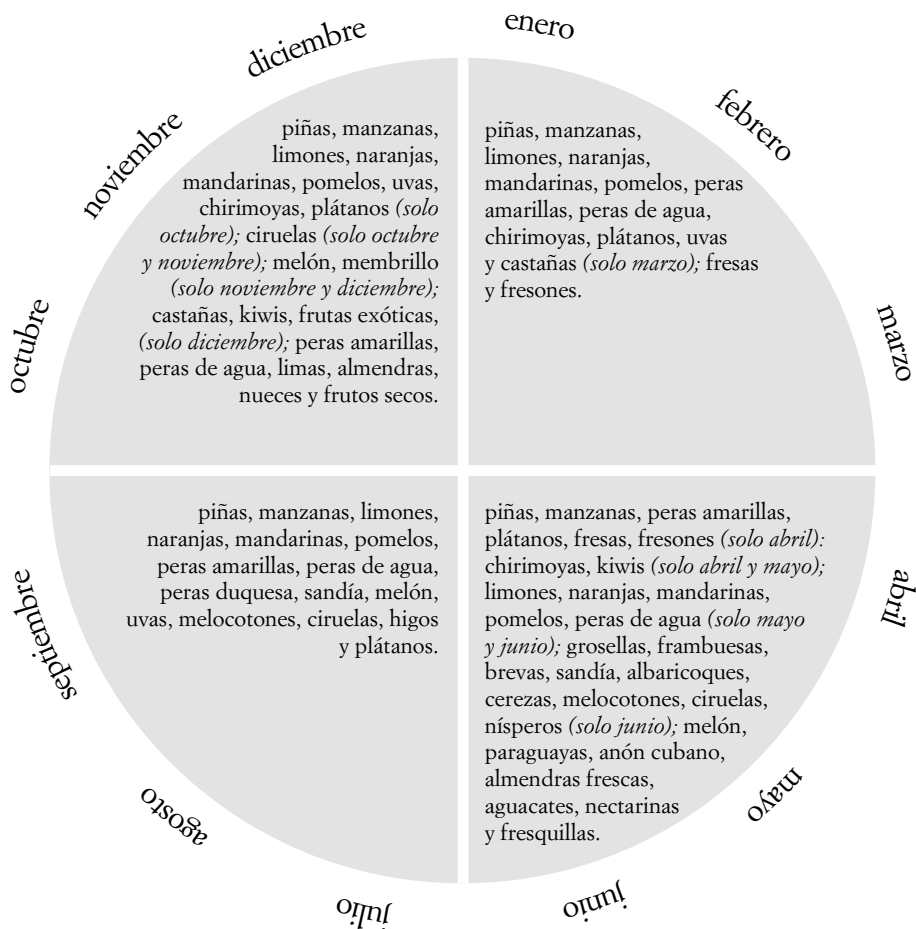 enero
febrero
marzo
abril
mayo
junio
julio
agosto
septiembre
octubre
noviembre
diciembre
piñas, manzanas,
limones, naranjas,
mandarinas, pomelos, uvas,
chirimoyas, plátanos (solo
octubre); ciruelas (solo octubre
y noviembre); melón, membrillo
(solo noviembre y diciembre);
castañas, kiwis, frutas exóticas,
(solo diciembre); peras amarillas,
peras de agua, limas, almendras,
nueces y frutos secos.
piñas, manzanas,
limones, naranjas,
mandarinas, pomelos, peras
amarillas, peras de agua,
chirimoyas, plátanos, uvas
y castañas (solo marzo); fresas
y fresones.
piñas, manzanas, limones,
naranjas, mandarinas, pomelos,
peras amarillas, peras de agua,
peras duquesa, sandía, melón,
uvas, melocotones, ciruelas, higos
y plátanos.
piñas, manzanas, peras amarillas,
plátanos, fresas, fresones (solo abril):
chirimoyas, kiwis (solo abril y mayo);
limones, naranjas, mandarinas,
pomelos, peras de agua (solo mayo
y junio); grosellas, frambuesas,
brevas, sandía, albaricoques,
cerezas, melocotones, ciruelas,
nísperos (solo junio); melón,
paraguayas, anón cubano,
almendras frescas,
aguacates, nectarinas
y fresquillas.